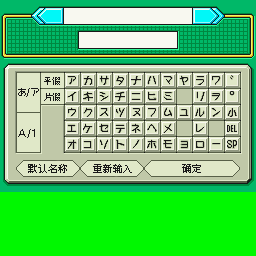 あ/ア 平假 ア カ サ タ ナ ハ マ ヤ ラ ワ ゛
片假 イ キ シ チ ニ ヒ ミ リ ヲ ゜
ウ ク ス ツ ヌ フ ム ユ ル ン 小
A/1 エ ケ セ テ ネ ヘ メ レ DEL
オ コ ソ ト ノ ホ モ ヨ ロ ー SP
默认名称 重新输入 确定